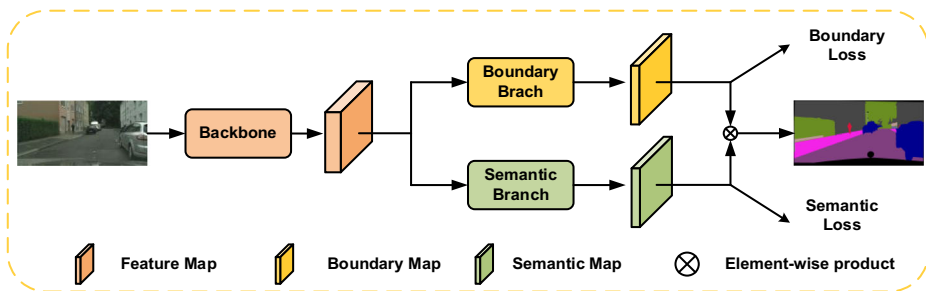 Boundary
Loss
Boundary
Brach
Backbone
Semantic
Branch
Semantic
Loss
Feature Map
Boundary Map
Semantic Map
Element-wise product